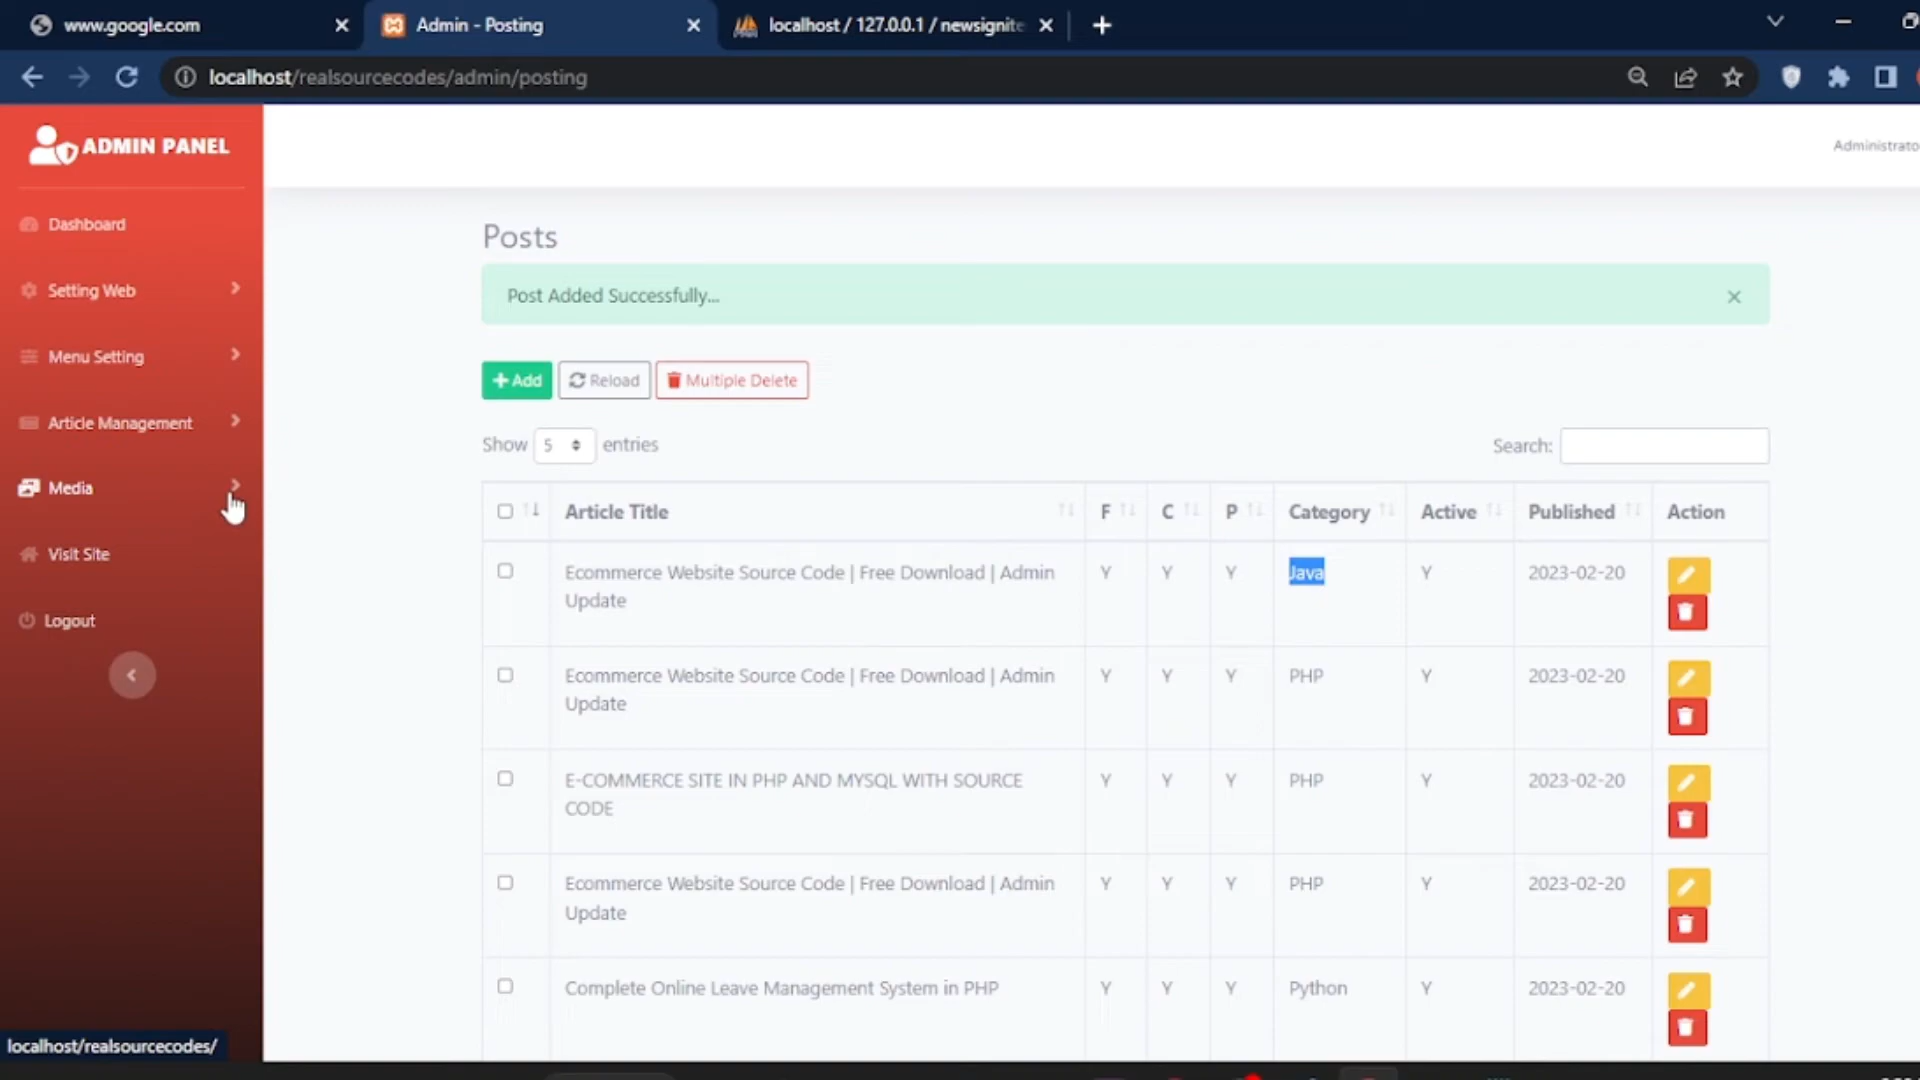 www.google.com
Admin - Posting
localhost / 127.0.0.1 / newsignite
localhost/realsourcecodes/admin/posting
ADMIN PANEL
Administrato
Dashboard
Setting Web
Menu Setting
Article Management
Media
Visit Site
Logout
localhost/realsourcecodes/
Posts
Post Added Successfully...
Add Reload Multiple Delete
Show 5 entries
Search:
Article Title F C P Category Active Published Action
Ecommerce Website Source Code | Free Download | Admin Y Y Y Java Y 2023-02-20
Update
Ecommerce Website Source Code | Free Download | Admin Y Y Y PHP Y 2023-02-20
Update
E-COMMERCE SITE IN PHP AND MYSQL WITH SOURCE Y Y Y PHP Y 2023-02-20
CODE
Ecommerce Website Source Code | Free Download | Admin Y Y Y PHP Y 2023-02-20
Update
Complete Online Leave Management System in PHP Y Y Y Python Y 2023-02-20